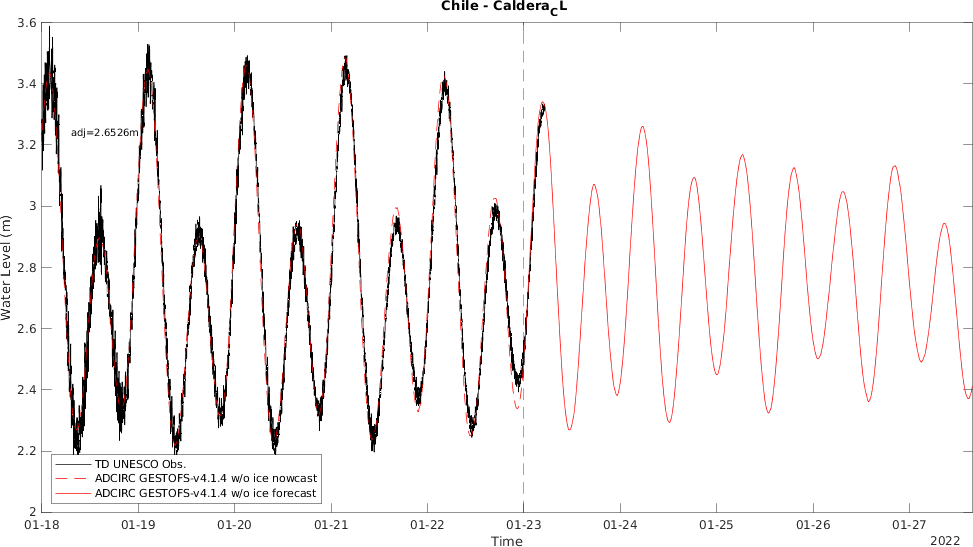 Chile - Caldera_CL
3.6
3.4
3.2
3
2.8
2.6
2.4
2.2
2
Water Level (m)
adj=2.6526m
TD UNESCO Obs.
ADCIRC GESTOFS-v4.1.4 w/o ice nowcast
ADCIRC GESTOFS-v4.1.4 w/o ice forecast
01-18 01-19 01-20 01-21 01-22 01-23 01-24 01-25 01-26 01-27
Time
2022